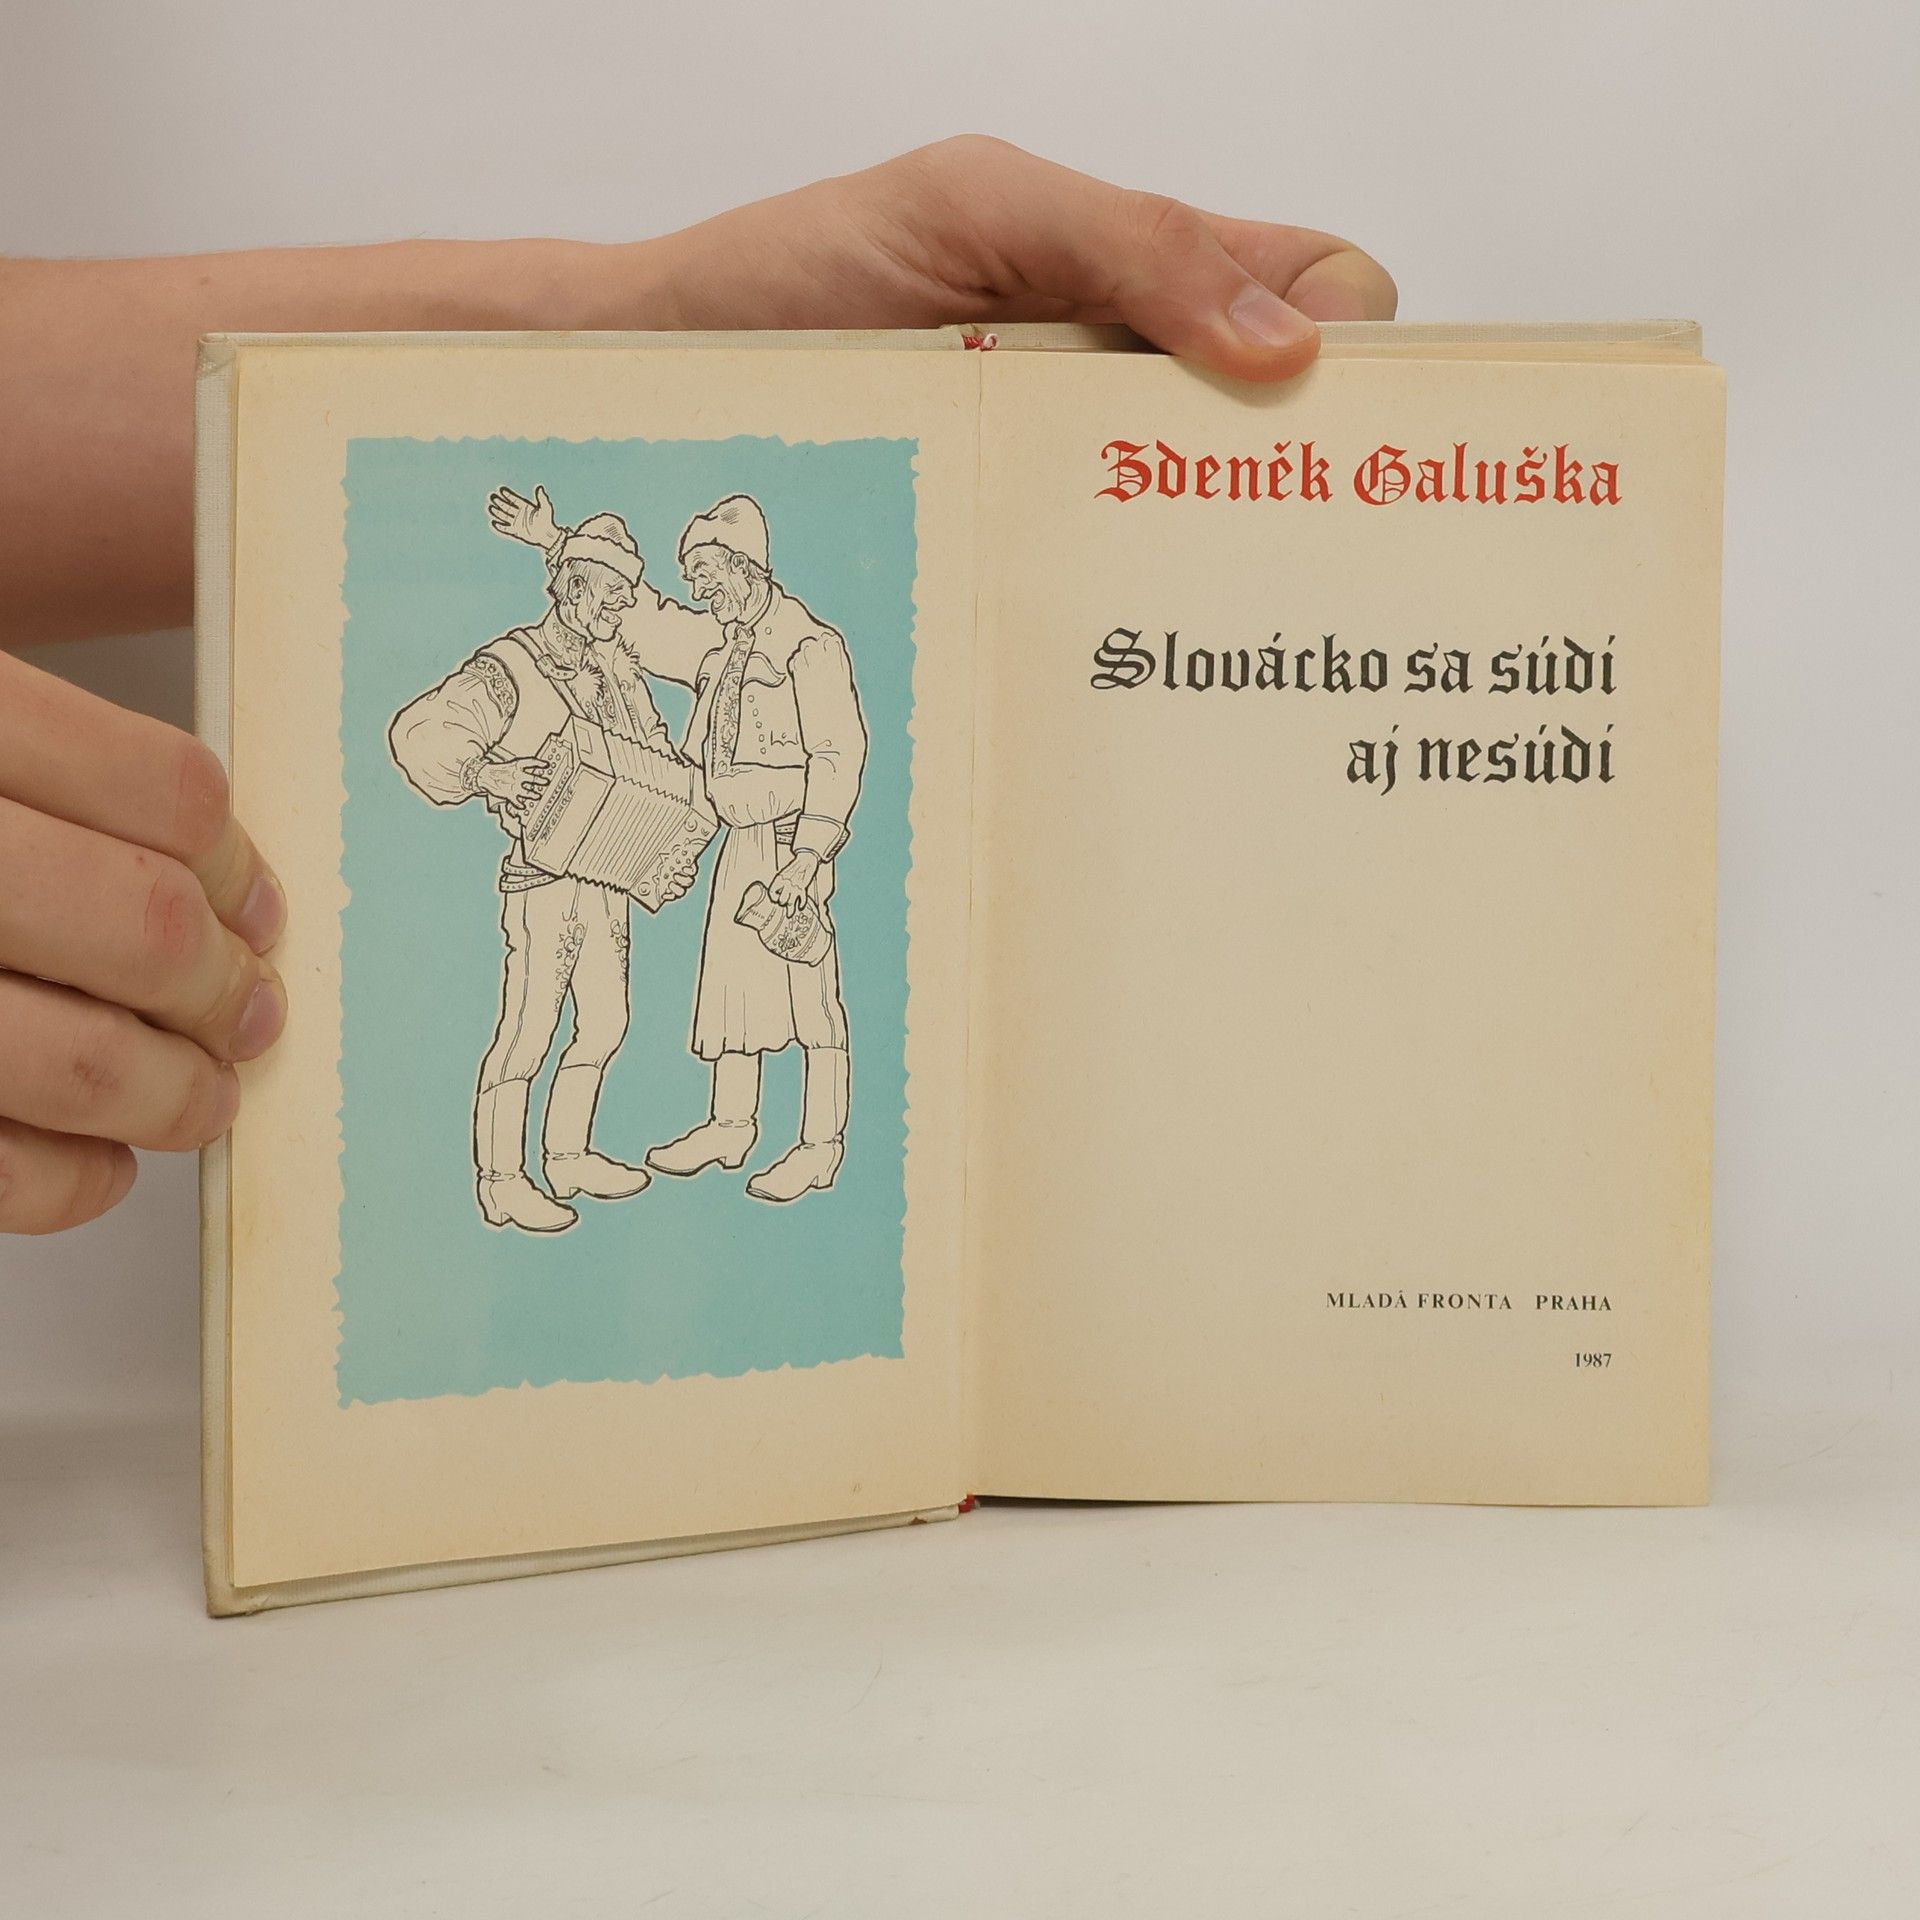 Zdeněk Galuška
Slovácko sa súdí
aj nesúdí
MLADÁ FRONTA PRAHA
1987